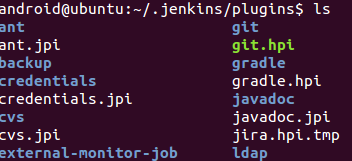 android@ubuntu:~/.jenkins/plugins$ ls
ant git
ant.jpi git.hpi
backup gradle
credentials gradle.hpi
credentials.jpi javadoc
cvs javadoc.jpi
cvs.jpi jira.hpi.tmp
external-monitor-job ldap